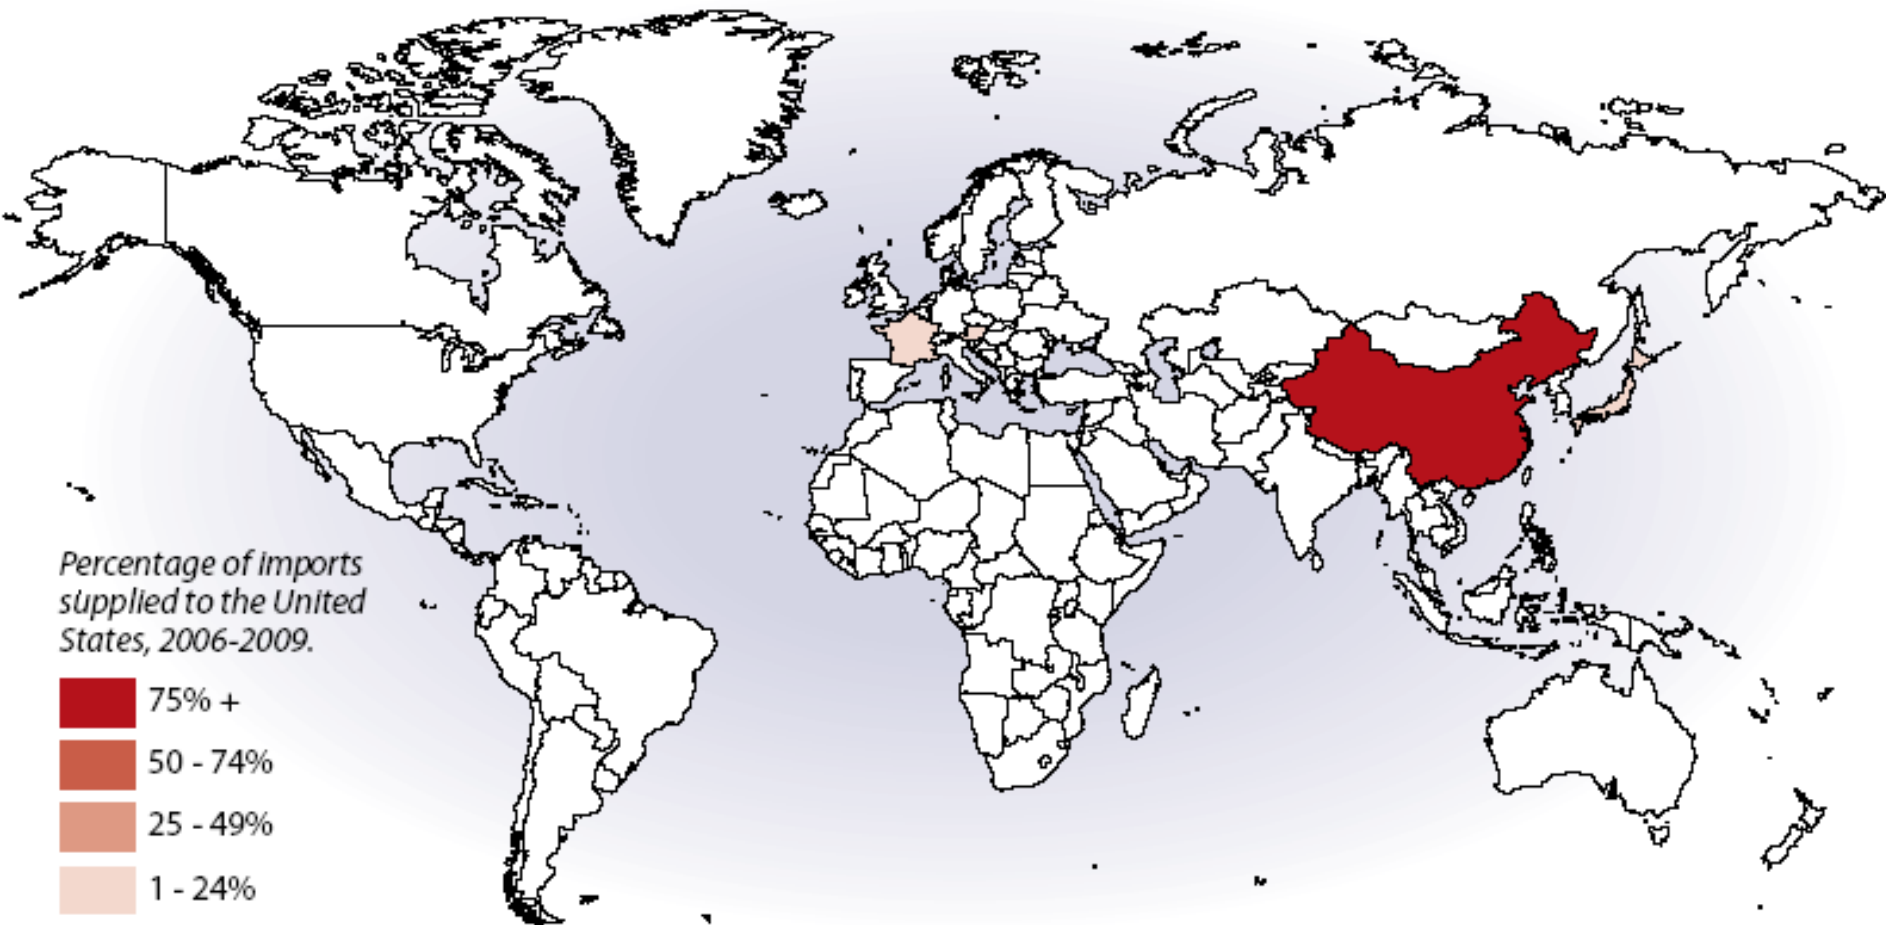 Percentage of imports
supplied to the United
States, 2006-2009.
75% +
50 - 74%
25 - 49%
1 - 24%